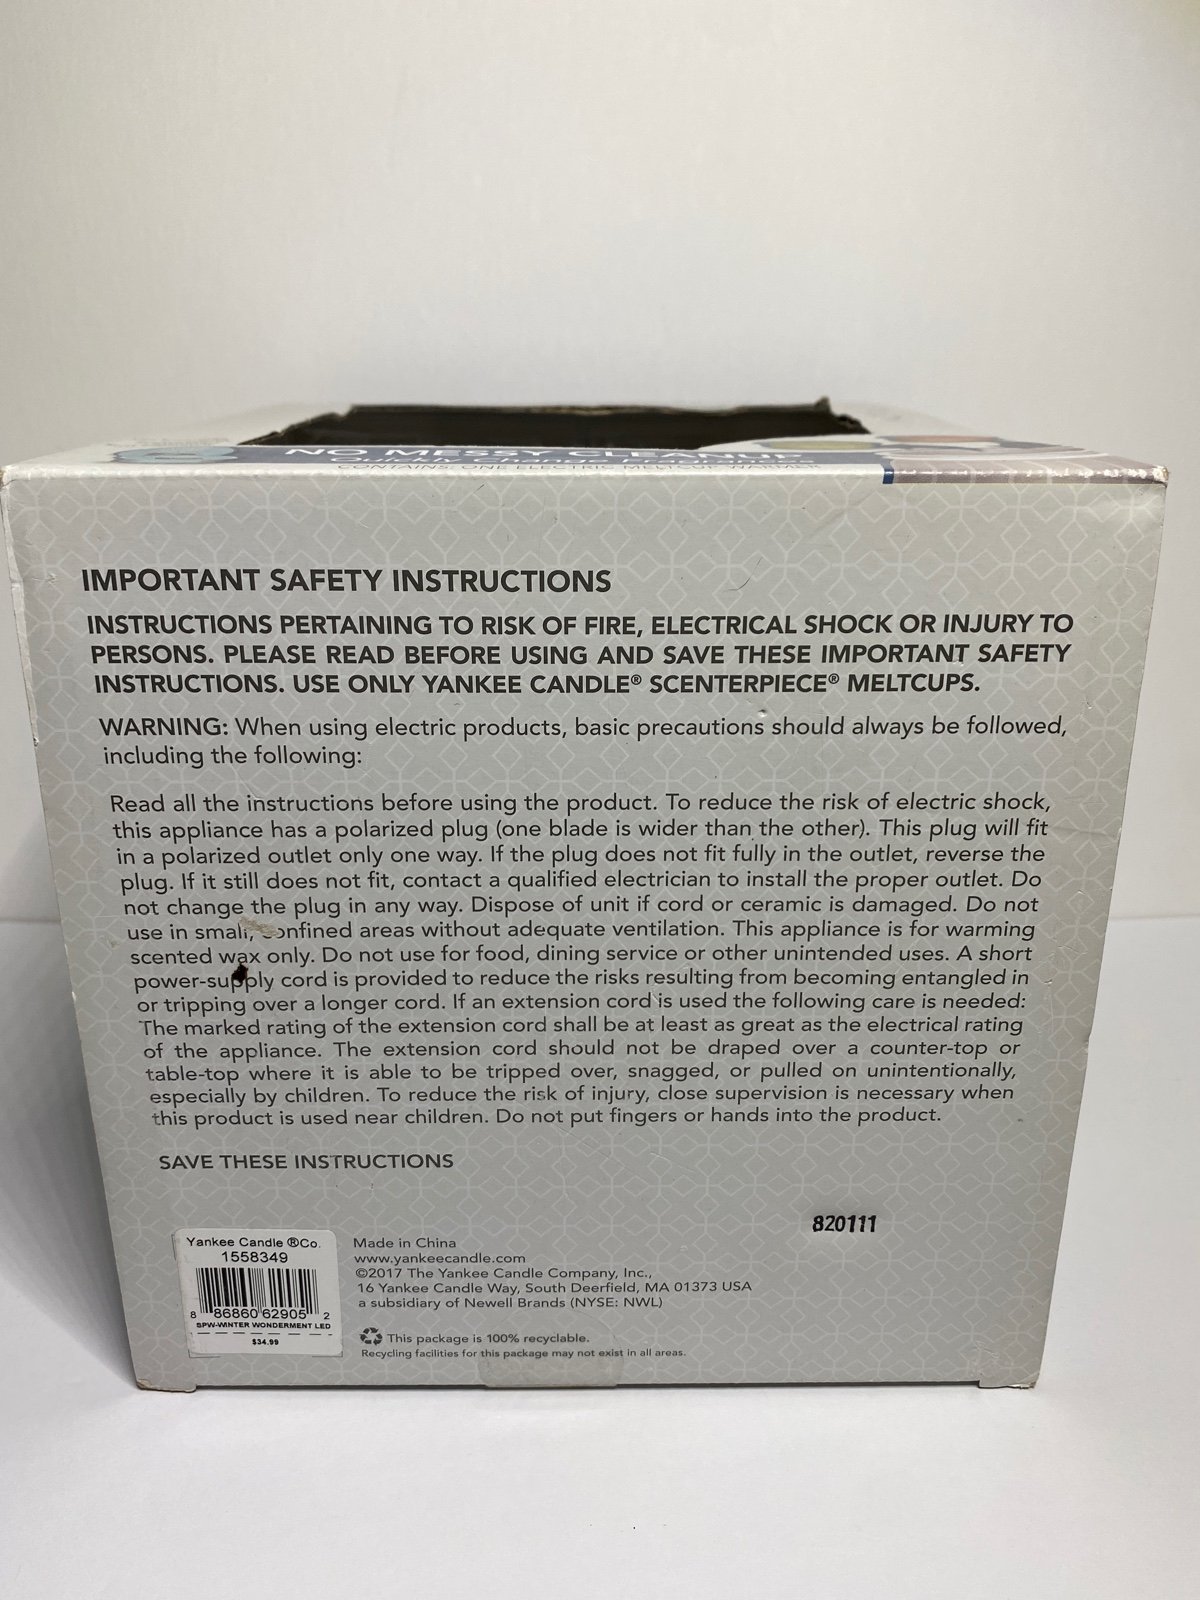 NO MESSY CLEANUP
Quickly Change Fragrances
CONTAINS: ONE ELECTRIC MELTCUP WARMER
IMPORTANT SAFETY INSTRUCTIONS
INSTRUCTIONS PERTAINING TO RISK OF FIRE, ELECTRICAL SHOCK OR INJURY TO
PERSONS. PLEASE READ BEFORE USING AND SAVE THESE IMPORTANT SAFETY
INSTRUCTIONS. USE ONLY YANKEE CANDLE® SCENTERPIECE® MELTCUPS.
WARNING: When using electric products, basic precautions should always be followed,
including the following:
Read all the instructions before using the product. To reduce the risk of electric shock,
this appliance has a polarized plug (one blade is wider than the other). This plug will fit
in a polarized outlet only one way. If the plug does not fit fully in the outlet, reverse the
plug. If it still does not fit, contact a qualified electrician to install the proper outlet. Do
not change the plug in any way. Dispose of unit if cord or ceramic is damaged. Do not
use in small, confined areas without adequate ventilation. This appliance is for warming
scented wax only. Do not use for food, dining service or other unintended uses. A short
power-supply cord is provided to reduce the risks resulting from becoming entangled in
or tripping over a longer cord. If an extension cord is used the following care is needed:
The marked rating of the extension cord shall be at least as great as the electrical rating
of the appliance. The extension cord should not be draped over a counter-top or
table-top where it is able to be tripped over, snagged, or pulled on unintentionally,
especially by children. To reduce the risk of injury, close supervision is necessary when
this product is used near children. Do not put fingers or hands into the product.
SAVE THESE INSTRUCTIONS
820111
Yankee Candle ®Co.
1558349
8 86860 62905 2
SPW-WINTER WONDERMENT LED
$34.99
Made in China
www.yankeecandle.com
©2017 The Yankee Candle Company, Inc.,
16 Yankee Candle Way, South Deerfield, MA 01373 USA
a subsidiary of Newell Brands (NYSE: NWL)
This package is 100% recyclable.
Recycling facilities for this package may not exist in all areas.